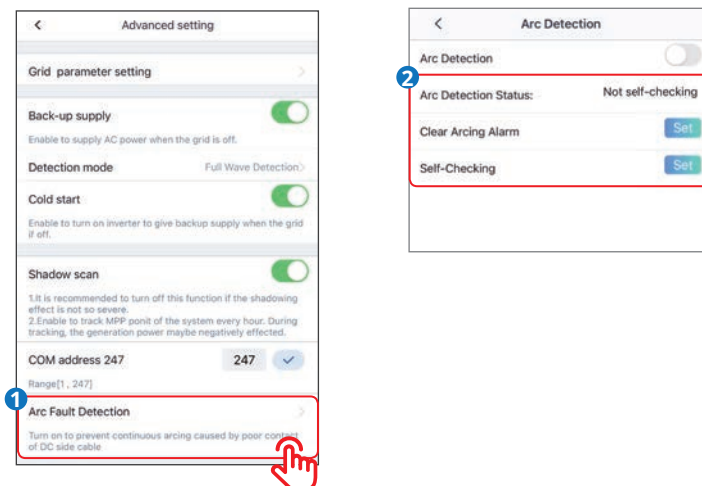 Advanced setting
Grid parameter setting
Back-up supply
Enable to supply AC power when the grid is off.
Detection mode Full Wave Detection
Cold start
Enable to turn on inverter to give backup supply when the grid
if off.
Shadow scan
1.It is recommended to turn off this function if the shadowing
effect is not so severe.
2.Enable to track MPP ponit of the system every hour. During
tracking, the generation power maybe negatively effected.
COM address 247 247
Range[1 , 247]
1
Arc Fault Detection
Turn on to prevent continuous arcing caused by poor contact
of DC side cable
Arc Detection
Arc Detection
2
Arc Detection Status: Not self-checking
Clear Arcing Alarm Set
Self-Checking Set